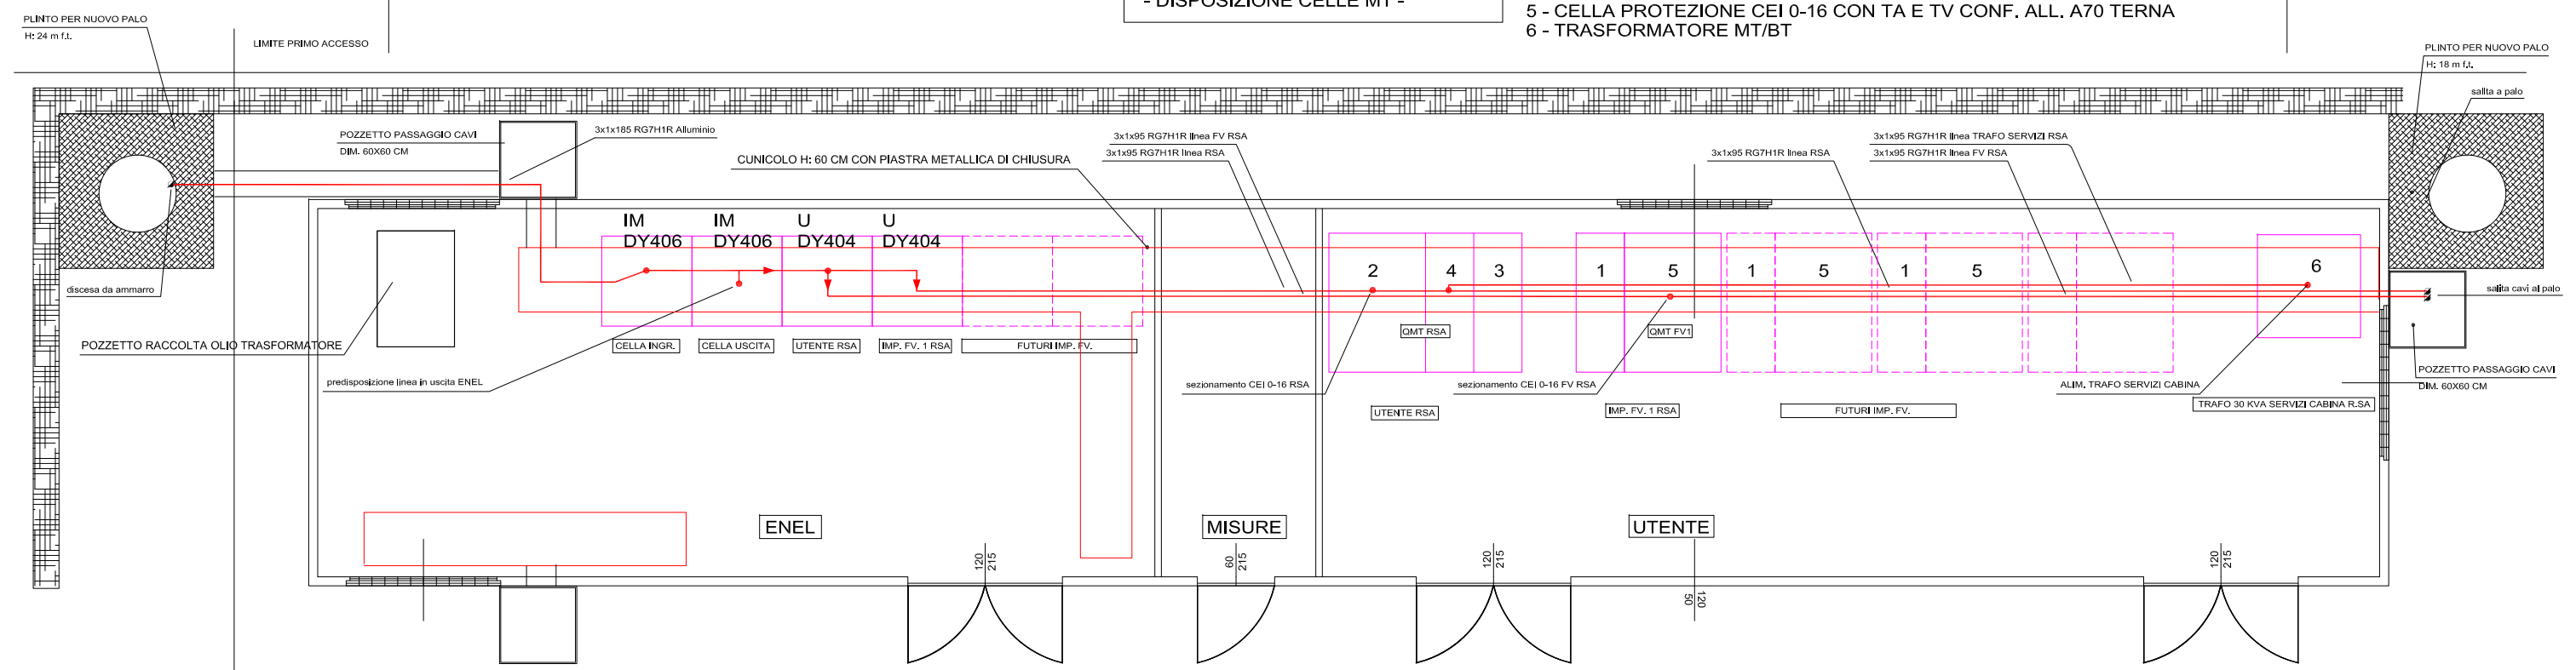 - DISPOSIZIONE CELLE MT -
5 - CELLA PROTEZIONE CEI 0-16 CON TA E TV CONF. ALL. A70 TERNA
6 - TRASFORMATORE MT/BT
PLINTO PER NUOVO PALO
H: 24 m f.t.
LIMITE PRIMO ACCESSO
PLINTO PER NUOVO PALO
H: 18 m f.t.
salita a palo
POZZETTO PASSAGGIO CAVI
DIM. 60X60 CM
3x1x185 RG7H1R Alluminio
CUNICOLO H: 60 CM CON PIASTRA METALLICA DI CHIUSURA
3x1x95 RG7H1R linea FV RSA
3x1x95 RG7H1R linea RSA
3x1x95 RG7H1R linea RSA
3x1x95 RG7H1R linea TRAFO SERVIZI RSA
3x1x95 RG7H1R linea FV RSA
IM
DY406
IM
DY406
U
DY404
U
DY404
2
4
3
1
5
1
5
1
5
6
discesa da ammarro
salita cavi al palo
POZZETTO RACCOLTA OLIO TRASFORMATORE
CELLA INGR.
CELLA USCITA
UTENTE RSA
IMP. FV. 1 RSA
FUTURI IMP. FV.
QMT RSA
QMT FV1
predisposizione linea in uscita ENEL
sezionamento CEI 0-16 RSA
sezionamento CEI 0-16 FV RSA
ALIM. TRAFO SERVIZI CABINA
POZZETTO PASSAGGIO CAVI
DIM. 60X60 CM
UTENTE RSA
IMP. FV. 1 RSA
FUTURI IMP. FV.
TRAFO 30 KVA SERVIZI CABINA R.SA
ENEL
MISURE
UTENTE
120
215
60
215
120
215
120
50
120
215